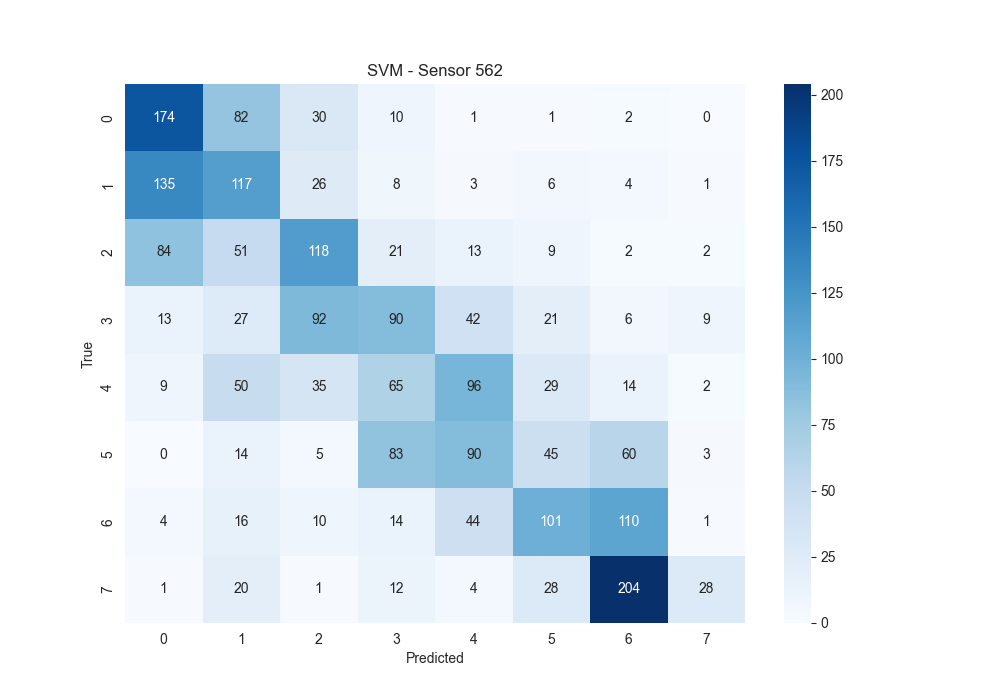 SVM - Sensor 562
0 174 82 30 10 1 1 2 0
1 135 117 26 8 3 6 4 1
2 84 51 118 21 13 9 2 2
3 13 27 92 90 42 21 6 9
True
4 9 50 35 65 96 29 14 2
5 0 14 5 83 90 45 60 3
6 4 16 10 14 44 101 110 1
7 1 20 1 12 4 28 204 28
0 1 2 3 4 5 6 7
Predicted
200
175
150
125
100
75
50
25
0